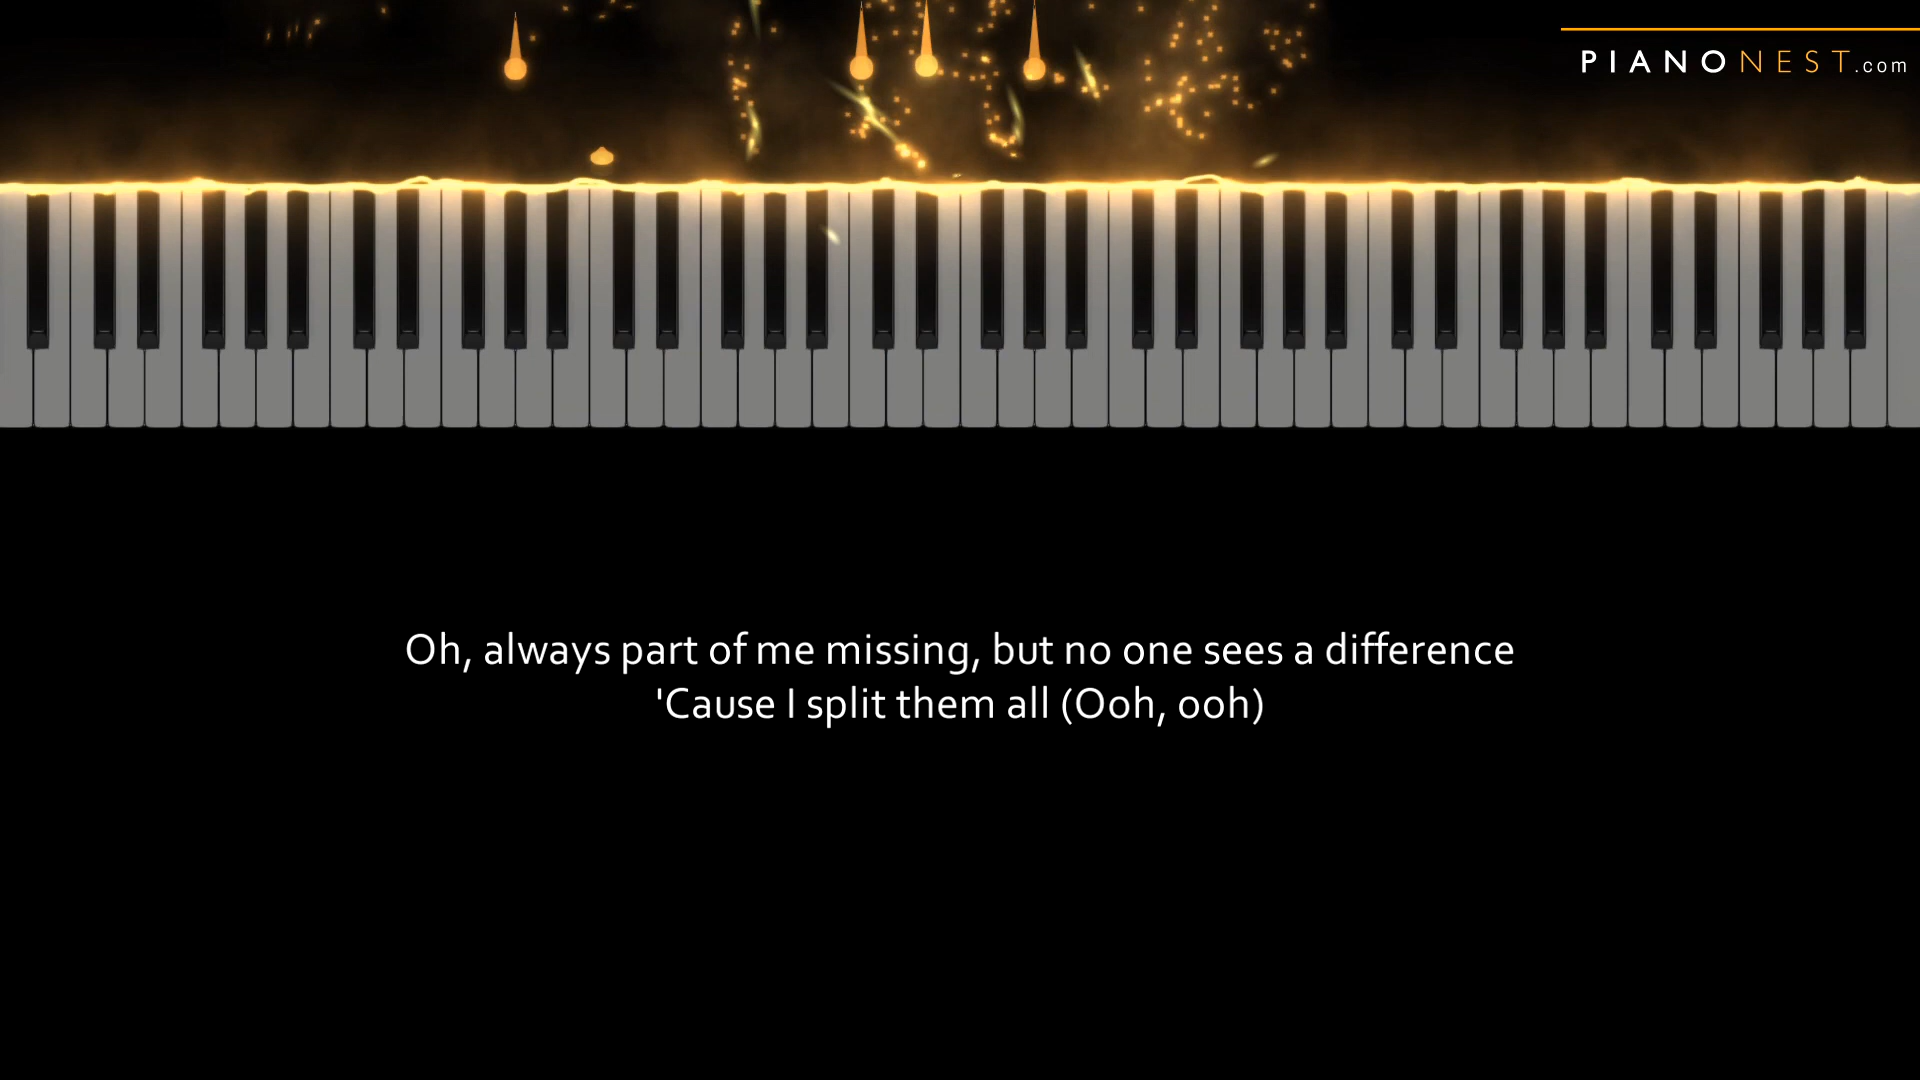 PIANONEST.com
Oh, always part of me missing, but no one sees a difference
'Cause I split them all (Ooh, ooh)